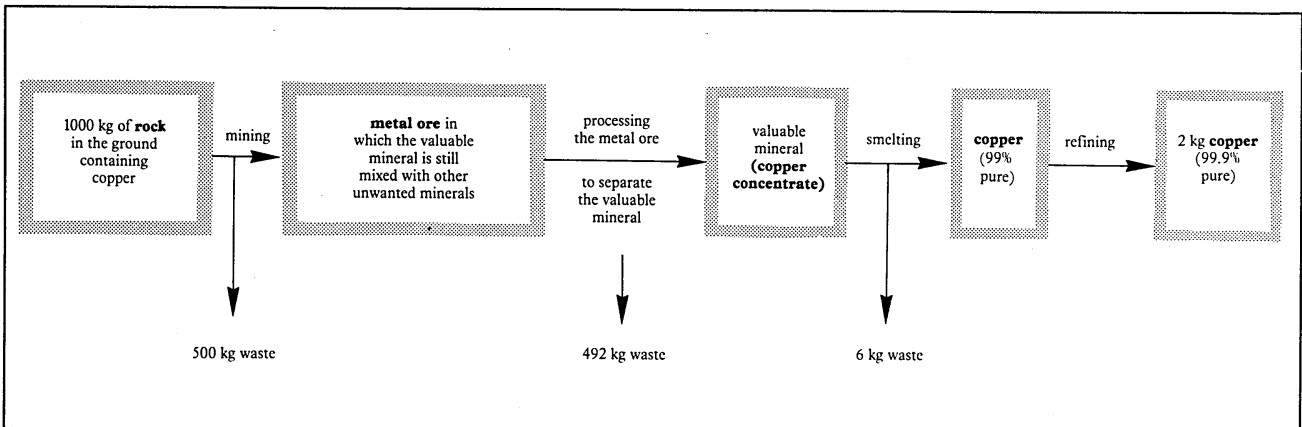 1000 kg of rock
in the ground
containing
copper
mining
metal ore in
which the valuable
mineral is still
mixed with other
unwanted minerals
processing
the metal ore
to separate
the valuable
mineral
valuable
mineral
(copper
concentrate)
smelting
copper
(99%
pure)
refining
2 kg copper
(99.9%
pure)
500 kg waste
492 kg waste
6 kg waste